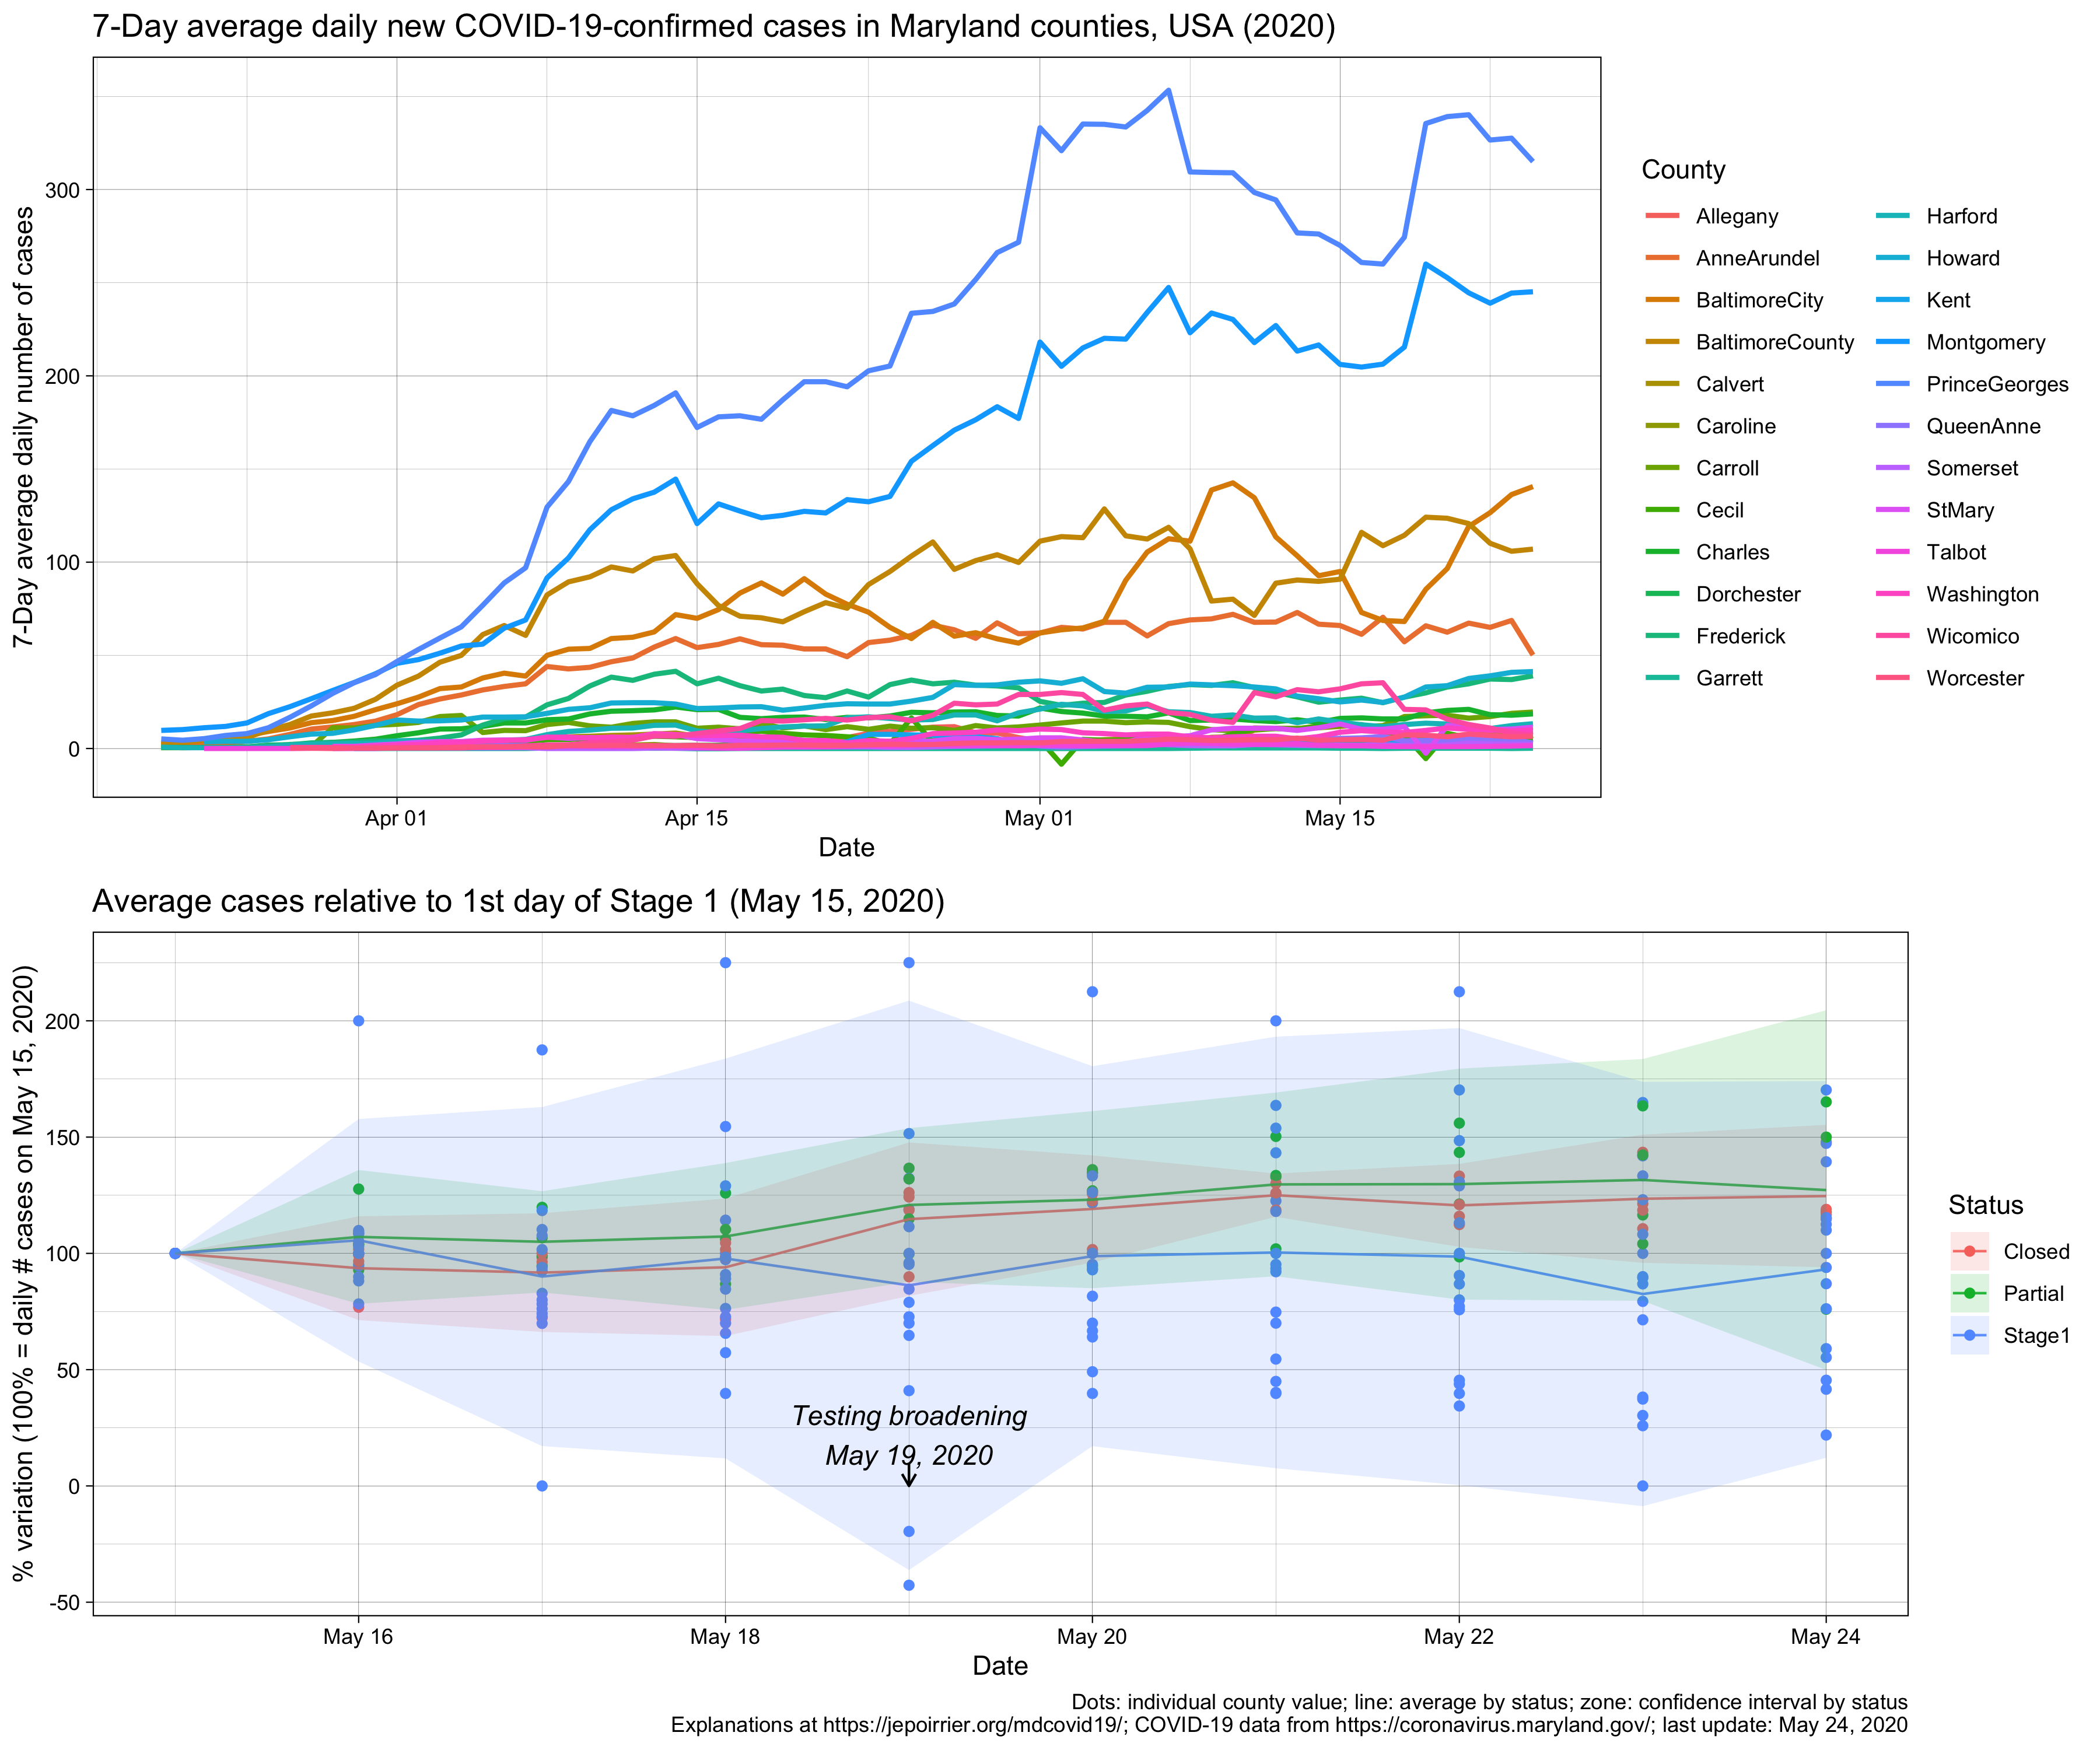 7-Day average daily new COVID-19-confirmed cases in Maryland counties, USA (2020)
7-Day average daily number of cases
300
200
100
0
Apr 01
Apr 15
May 01
May 15
Date
County
Allegany
AnneArundel
BaltimoreCity
BaltimoreCounty
Calvert
Caroline
Carroll
Cecil
Charles
Dorchester
Frederick
Garrett
Harford
Howard
Kent
Montgomery
PrinceGeorges
QueenAnne
Somerset
StMary
Talbot
Washington
Wicomico
Worcester
Average cases relative to 1st day of Stage 1 (May 15, 2020)
% variation (100% = daily # cases on May 15, 2020)
200
150
100
50
0
-50
Testing broadening
May 19, 2020
May 16
May 18
May 20
May 22
May 24
Date
Status
Closed
Partial
Stage1
Dots: individual county value; line: average by status; zone: confidence interval by status
Explanations at https://jepoirrier.org/mdcovid19/; COVID-19 data from https://coronavirus.maryland.gov/; last update: May 24, 2020